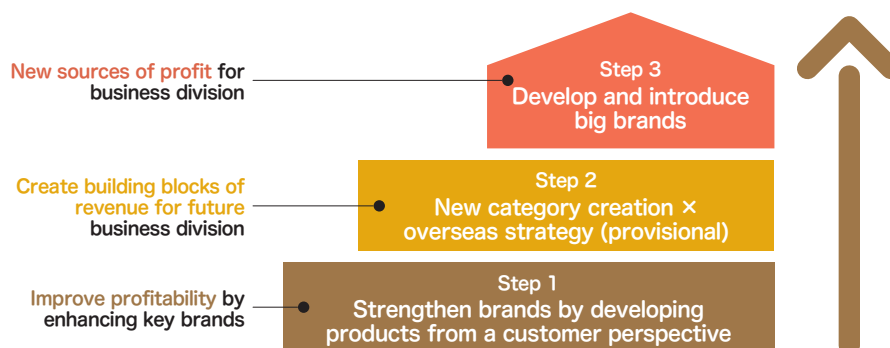 New sources of profit for
business division
Step 3
Develop and introduce
big brands
Create building blocks of
revenue for future
business division
Step 2
New category creation ×
overseas strategy (provisional)
Improve profitability by
enhancing key brands
Step 1
Strengthen brands by developing
products from a customer perspective